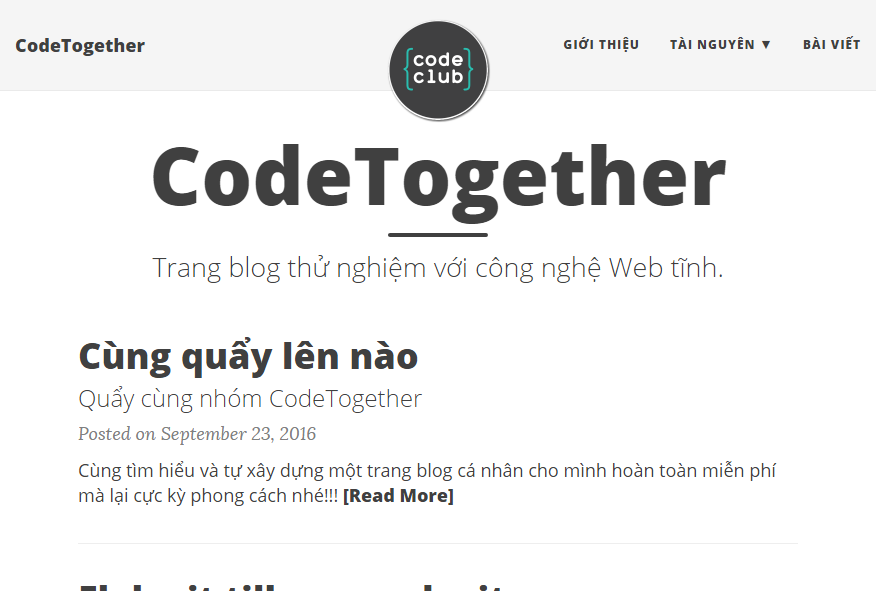 CodeTogether
{code
club}
GIỚI THIỆU
TÀI NGUYÊN ▼
BÀI VIẾT
CodeTogether
Trang blog thử nghiệm với công nghệ Web tĩnh.
Cùng quẩy lên nào
Quẩy cùng nhóm CodeTogether
Posted on September 23, 2016
Cùng tìm hiểu và tự xây dựng một trang blog cá nhân cho mình hoàn toàn miễn phí
mà lại cực kỳ phong cách nhé!!! [Read More]